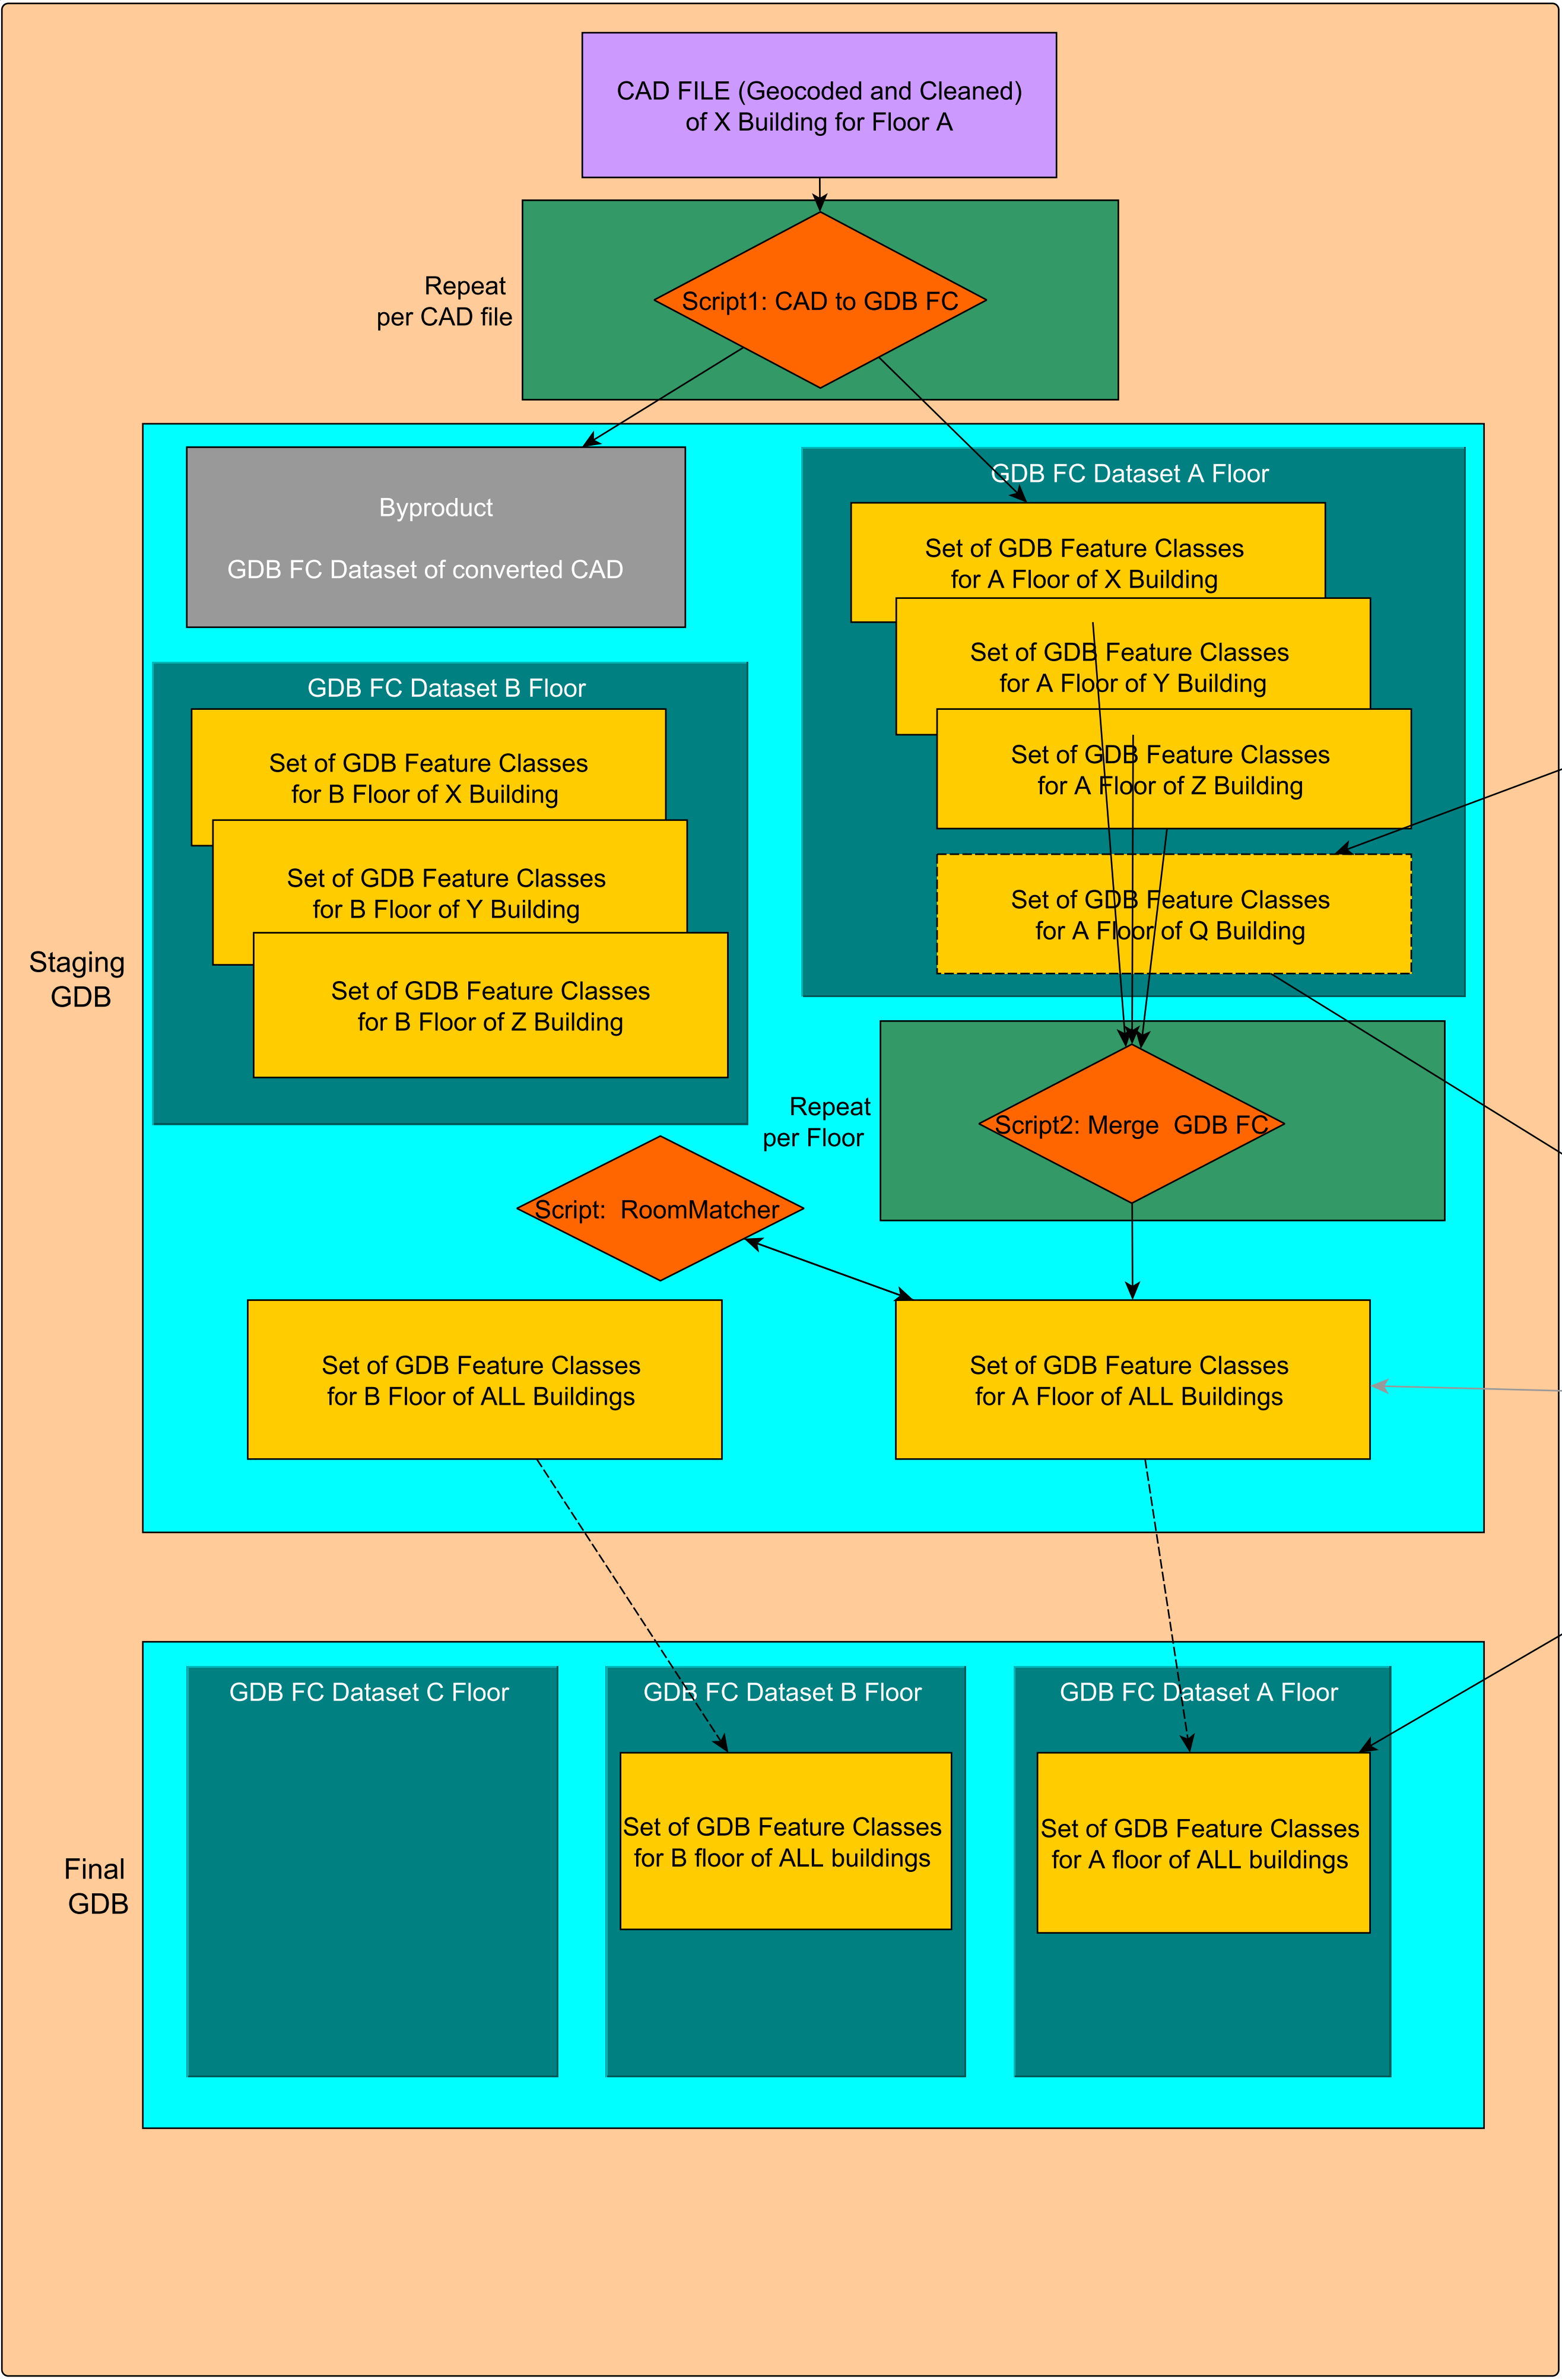 CAD FILE (Geocoded and Cleaned)
of X Building for Floor A
Repeat
per CAD file
Script1: CAD to GDB FC
Byproduct
GDB FC Dataset of converted CAD
GDB FC Dataset A Floor
Set of GDB Feature Classes
for A Floor of X Building
Set of GDB Feature Classes
for A Floor of Y Building
Set of GDB Feature Classes
for A Floor of Z Building
Set of GDB Feature Classes
for A Floor of Q Building
GDB FC Dataset B Floor
Set of GDB Feature Classes
for B Floor of X Building
Set of GDB Feature Classes
for B Floor of Y Building
Set of GDB Feature Classes
for B Floor of Z Building
Staging
GDB
Repeat
per Floor
Script2: Merge  GDB FC
Script:  RoomMatcher
Set of GDB Feature Classes
for B Floor of ALL Buildings
Set of GDB Feature Classes
for A Floor of ALL Buildings
Final
GDB
GDB FC Dataset C Floor
GDB FC Dataset B Floor
Set of GDB Feature Classes
for B floor of ALL buildings
GDB FC Dataset A Floor
Set of GDB Feature Classes
for A floor of ALL buildings